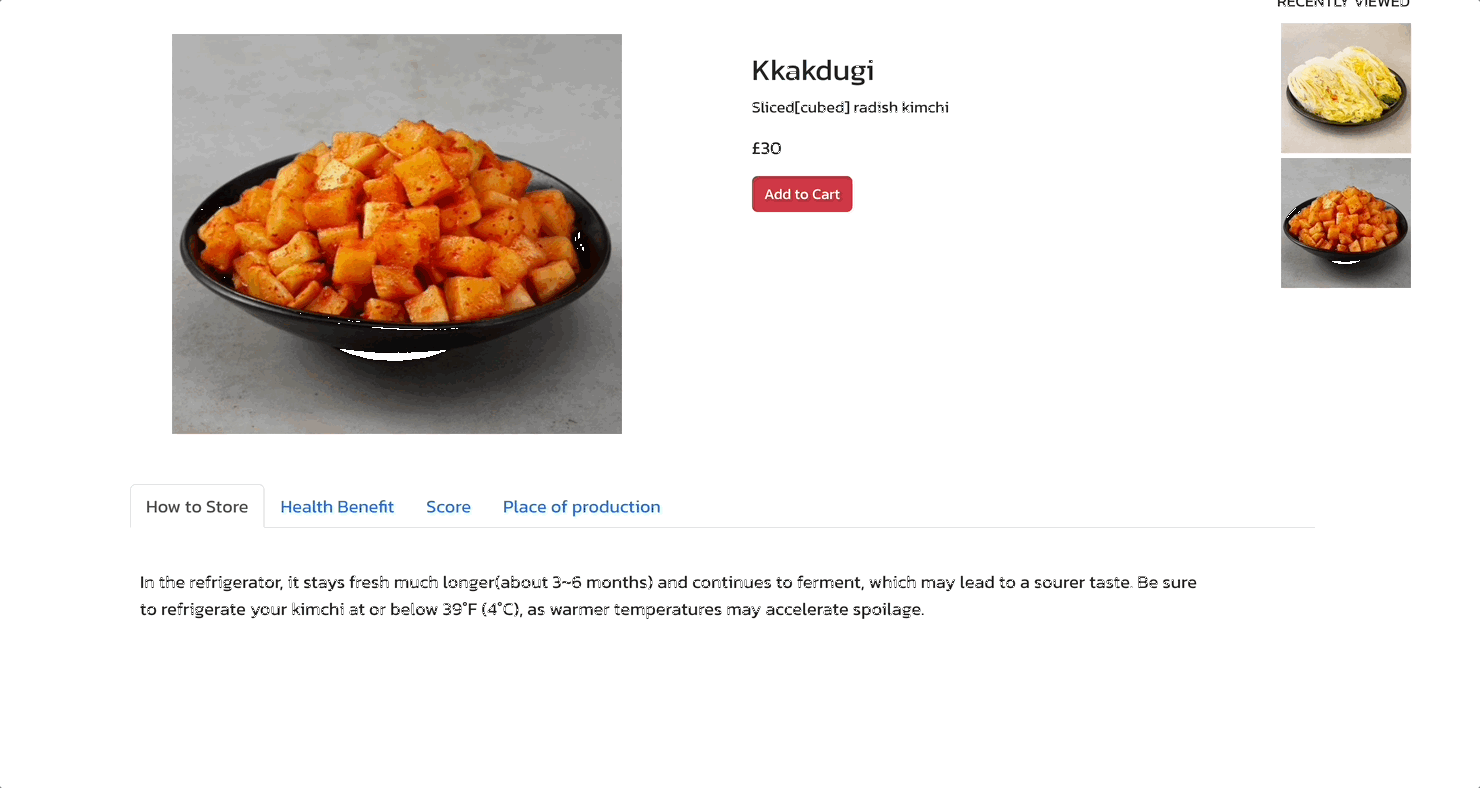 RECENTLY VIEWED
Kkakdugi
Sliced[cubed] radish kimchi
£30
Add to Cart
How to Store Health Benefit Score Place of production
In the refrigerator, it stays fresh much longer(about 3~6 months) and continues to ferment, which may lead to a sourer taste. Be sure
to refrigerate your kimchi at or below 39°F (4°C), as warmer temperatures may accelerate spoilage.